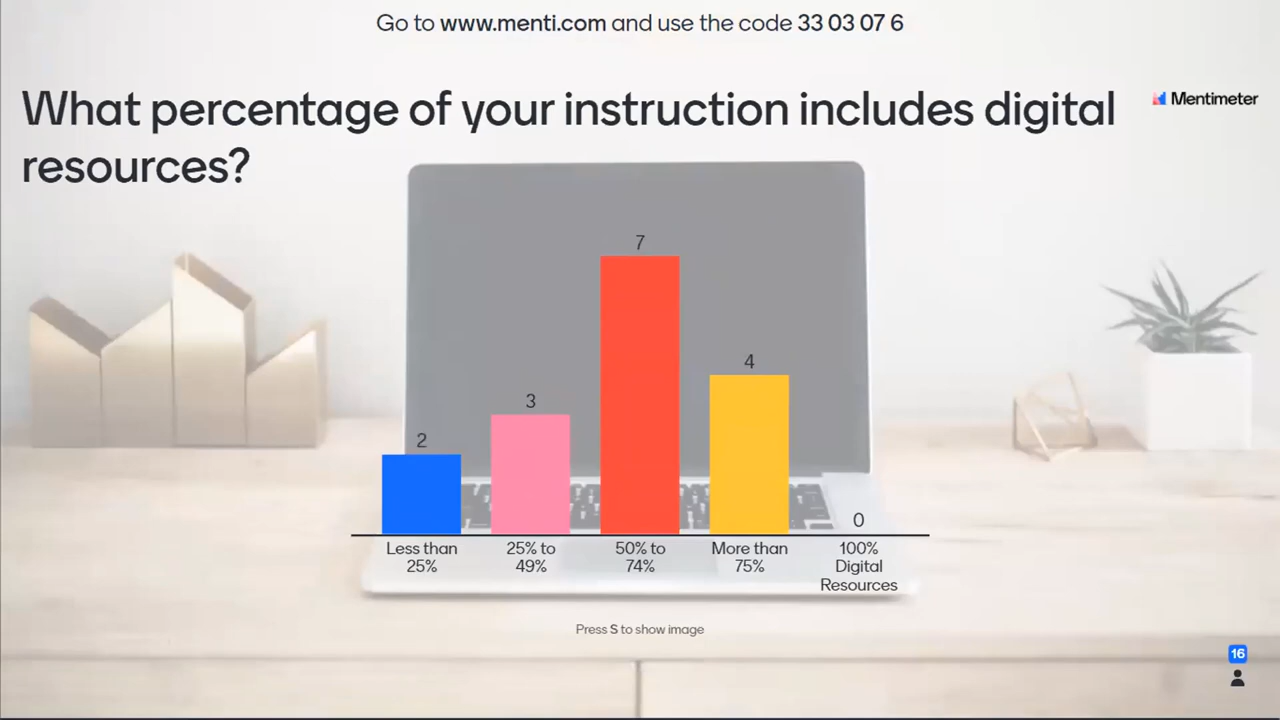 Go to www.menti.com and use the code 33 03 07 6
What percentage of your instruction includes digital
resources?
Mentimeter
7
4
3
2
0
Less than
25%
25% to
49%
50% to
74%
More than
75%
100%
Digital
Resources
Press S to show image
16